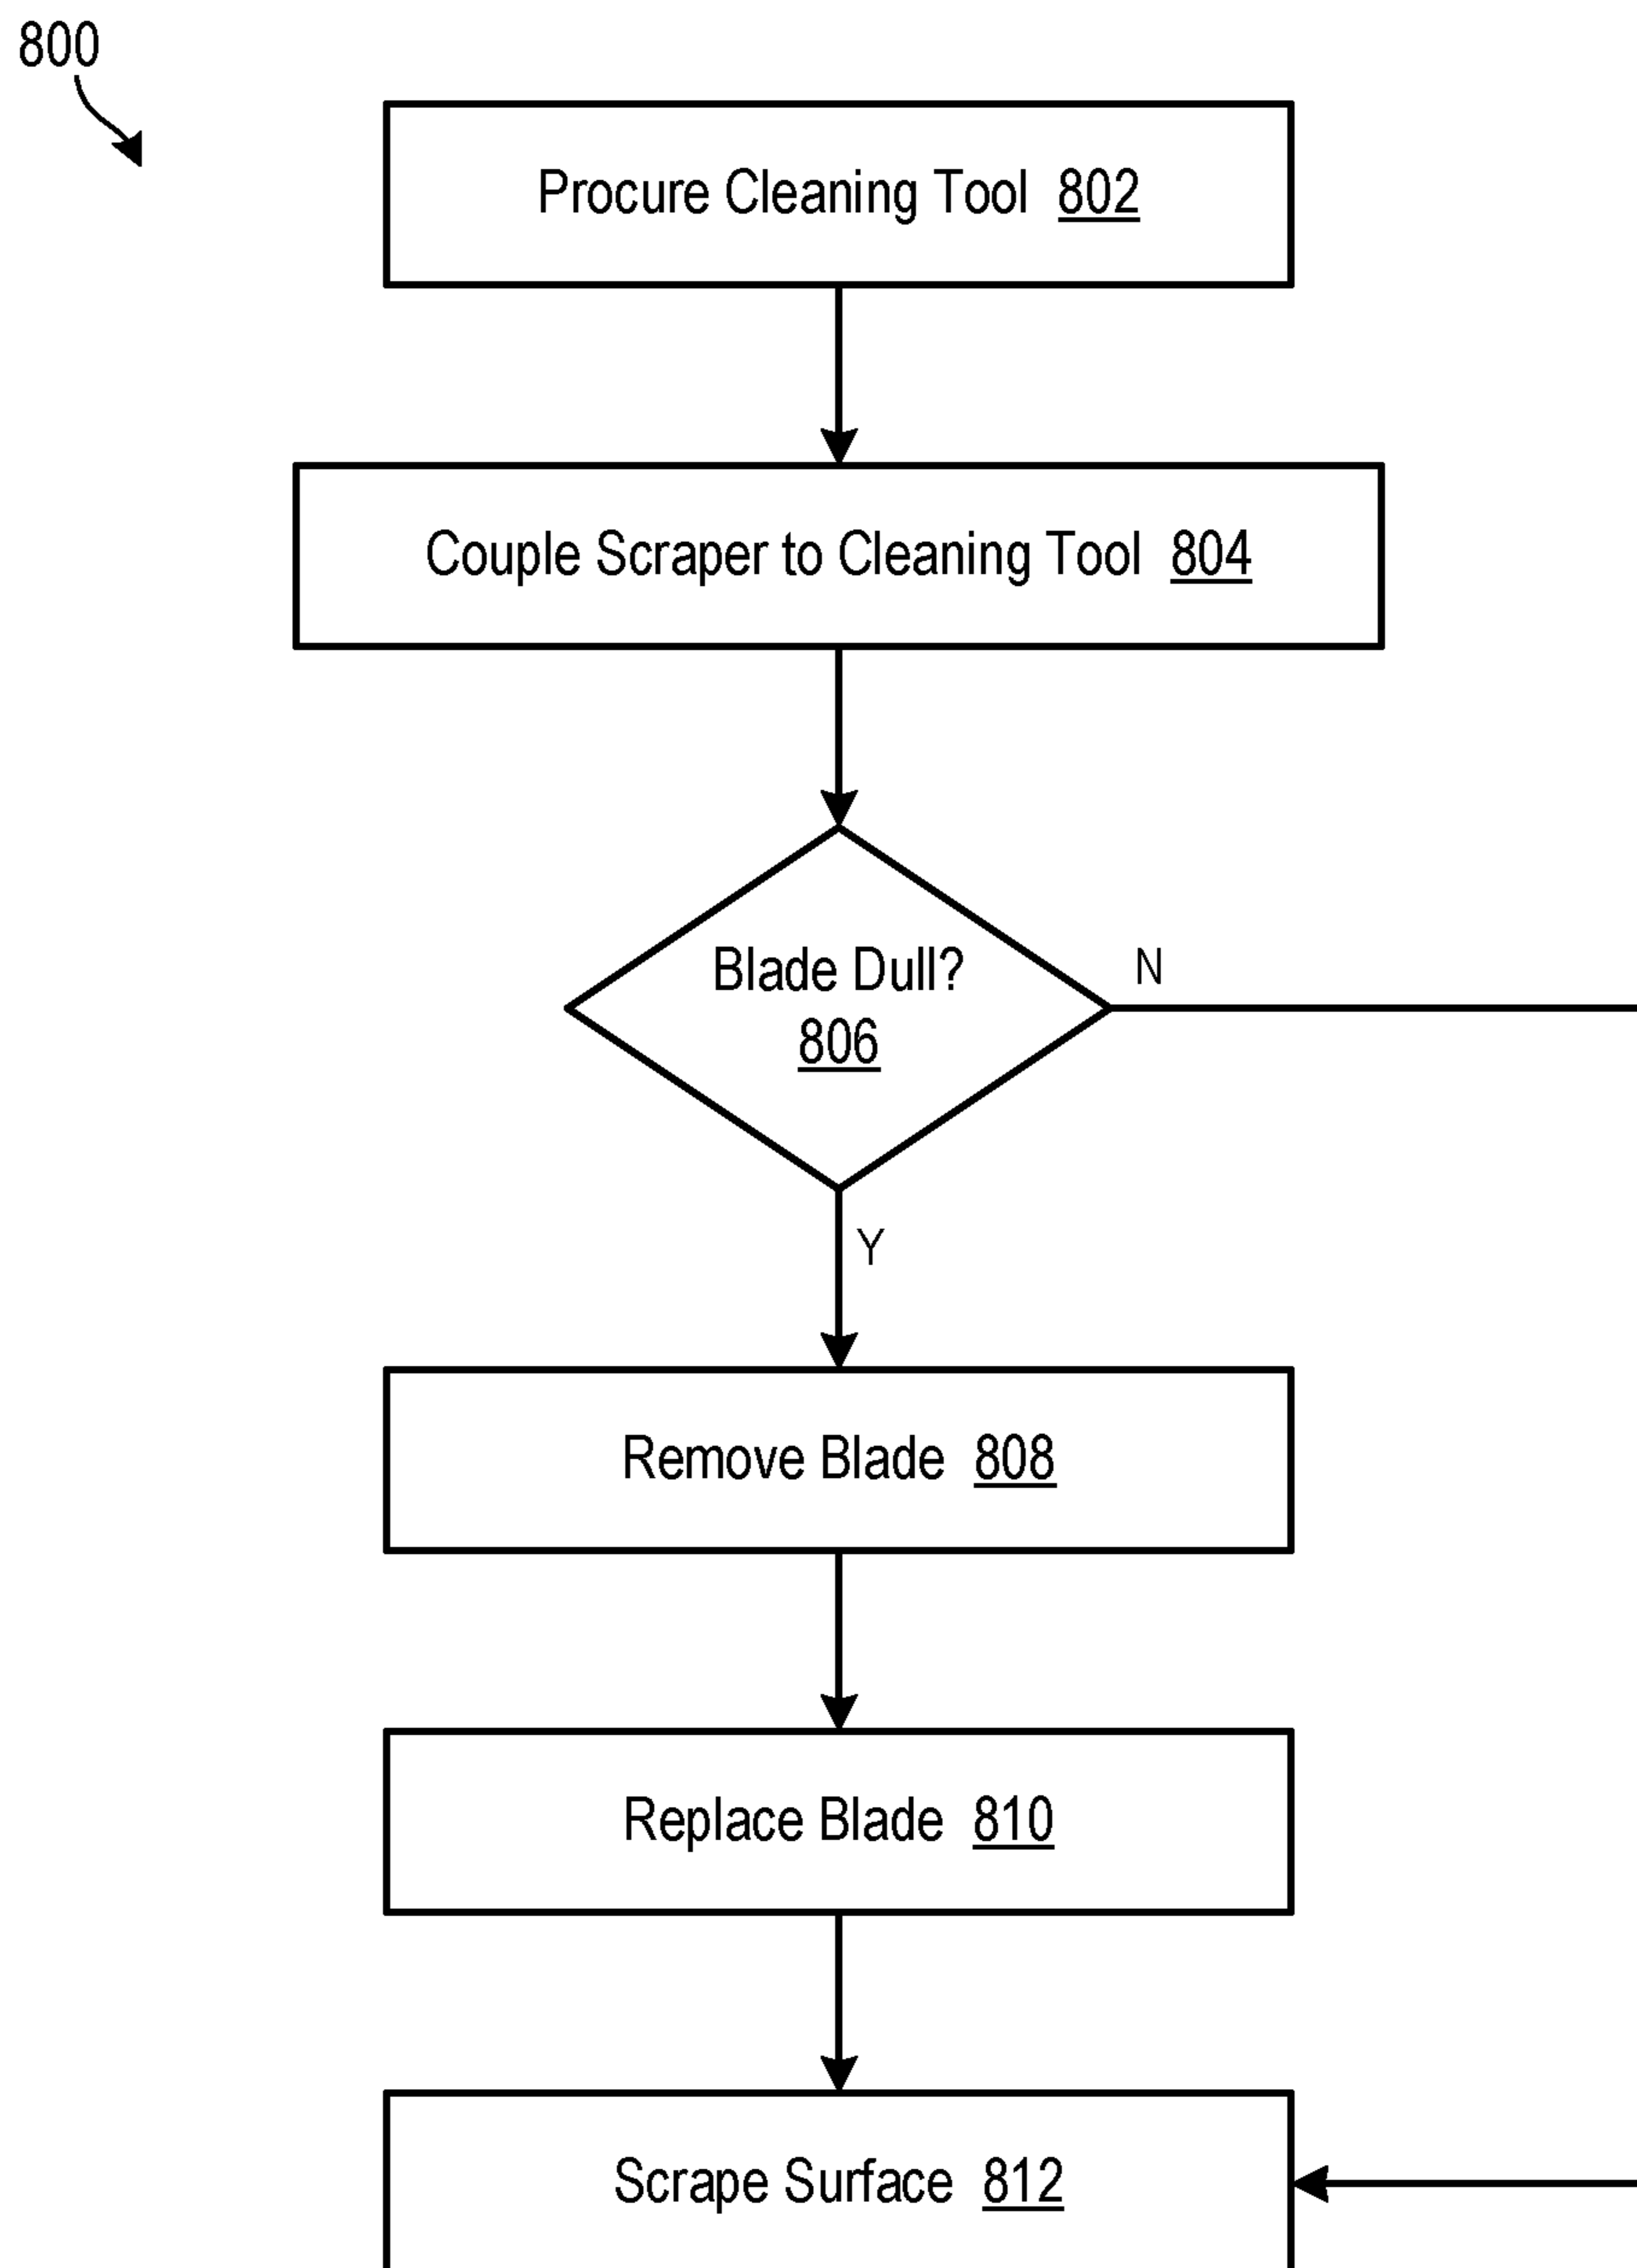 800
Procure Cleaning Tool 802
Couple Scraper to Cleaning Tool 804
Blade Dull?
806
N
Y
Remove Blade 808
Replace Blade 810
Scrape Surface 812